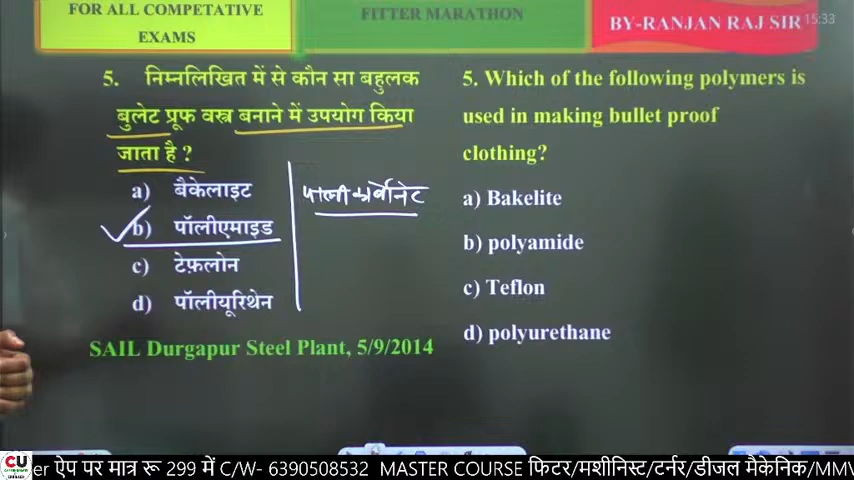 FOR ALL COMPETATIVE
EXAMS
FITTER MARATHON
BY-RANJAN RAJ SIR
15:33
5. निम्नलिखित में से कौन सा बहुलक
बुलेट प्रूफ वस्त्र बनाने में उपयोग किया
जाता है ?
a) बैकेलाइट
b) पॉलीएमाइड
c) टेफ़लोन
d) पॉलीयूरिथेन
पाली कार्बोनेट
SAIL Durgapur Steel Plant, 5/9/2014
5. Which of the following polymers is
used in making bullet proof
clothing?
a) Bakelite
b) polyamide
c) Teflon
d) polyurethane
CU
ऐप पर मात्र रू 299 में C/W- 6390508532 MASTER COURSE फिटर/मशीनिस्ट/टर्नर/डीजल मैकेनिक/MMV